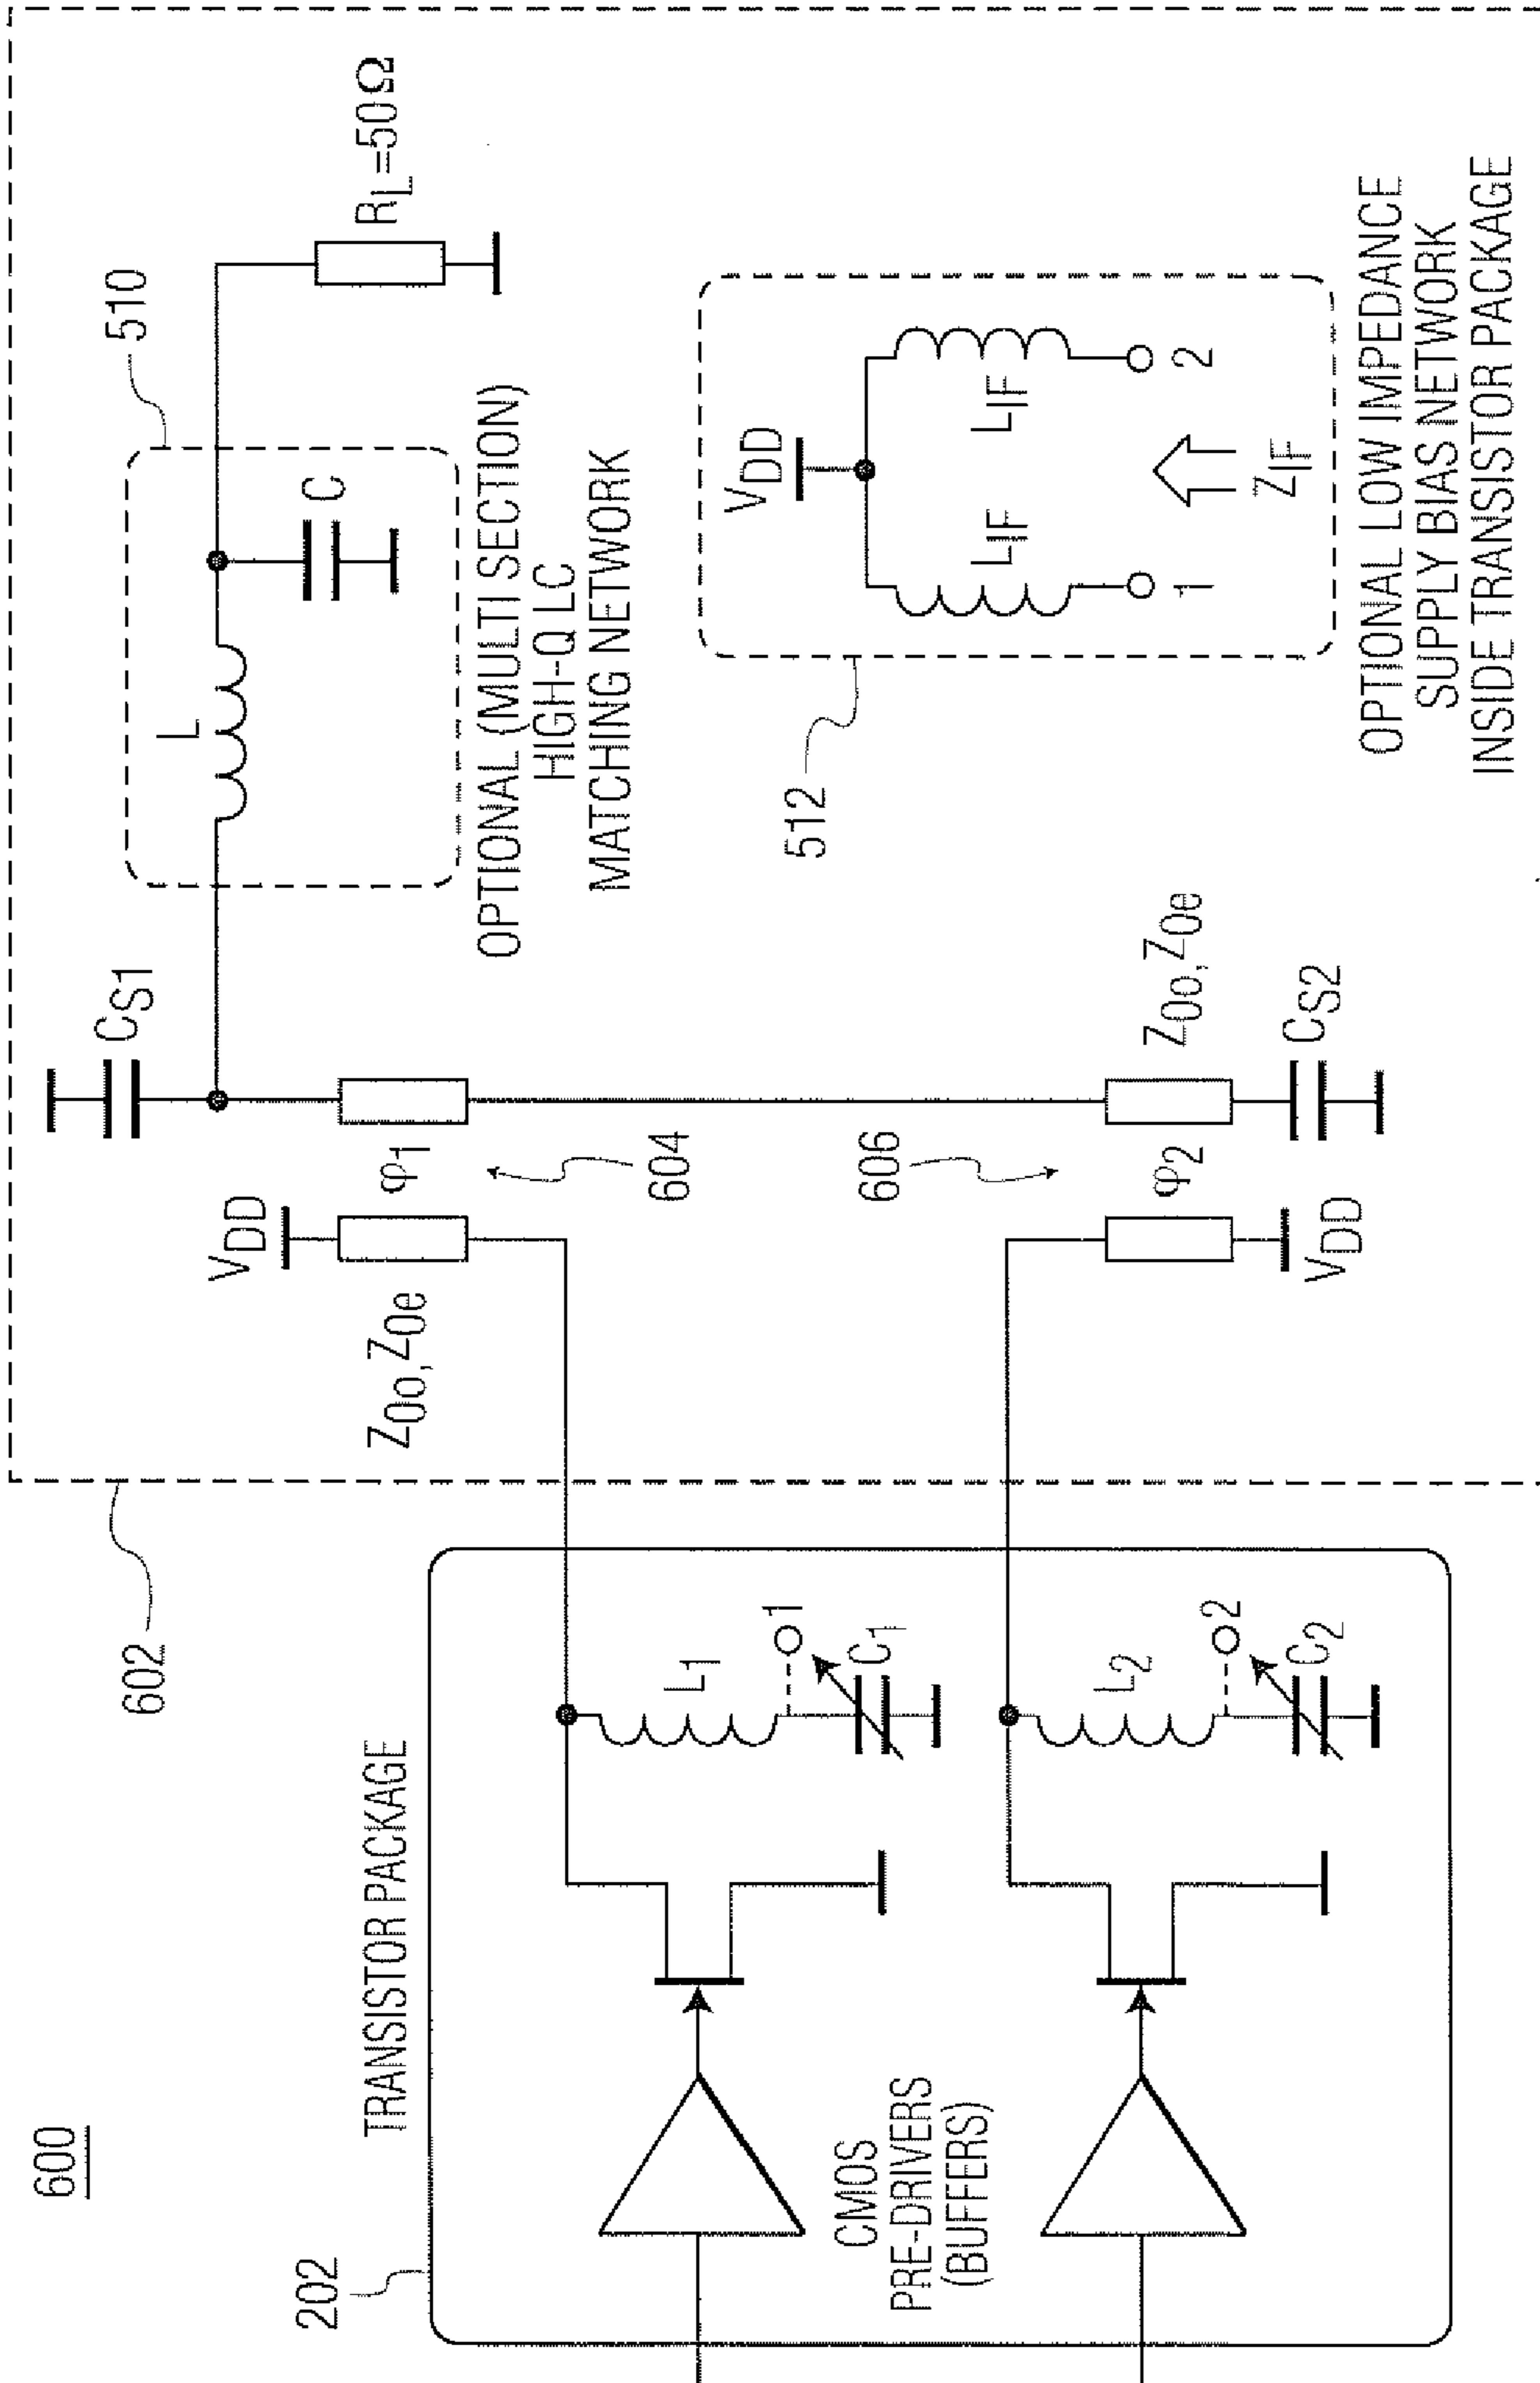 600
202
TRANSISTOR PACKAGE
CMOS
PRE-DRIVERS
(BUFFERS)
L1
1
C1
L2
2
C2
602
VDD
Z0o, Z0e
φ1
604
CS1
L
C
510
OPTIONAL (MULTI SECTION)
HIGH-Q LC
MATCHING NETWORK
RL=50Ω
606
φ2
Z0o, Z0e
CS2
VDD
512
VDD
LIF
LIF
1
2
ZIF
OPTIONAL LOW IMPEDANCE
SUPPLY BIAS NETWORK
INSIDE TRANSISTOR PACKAGE